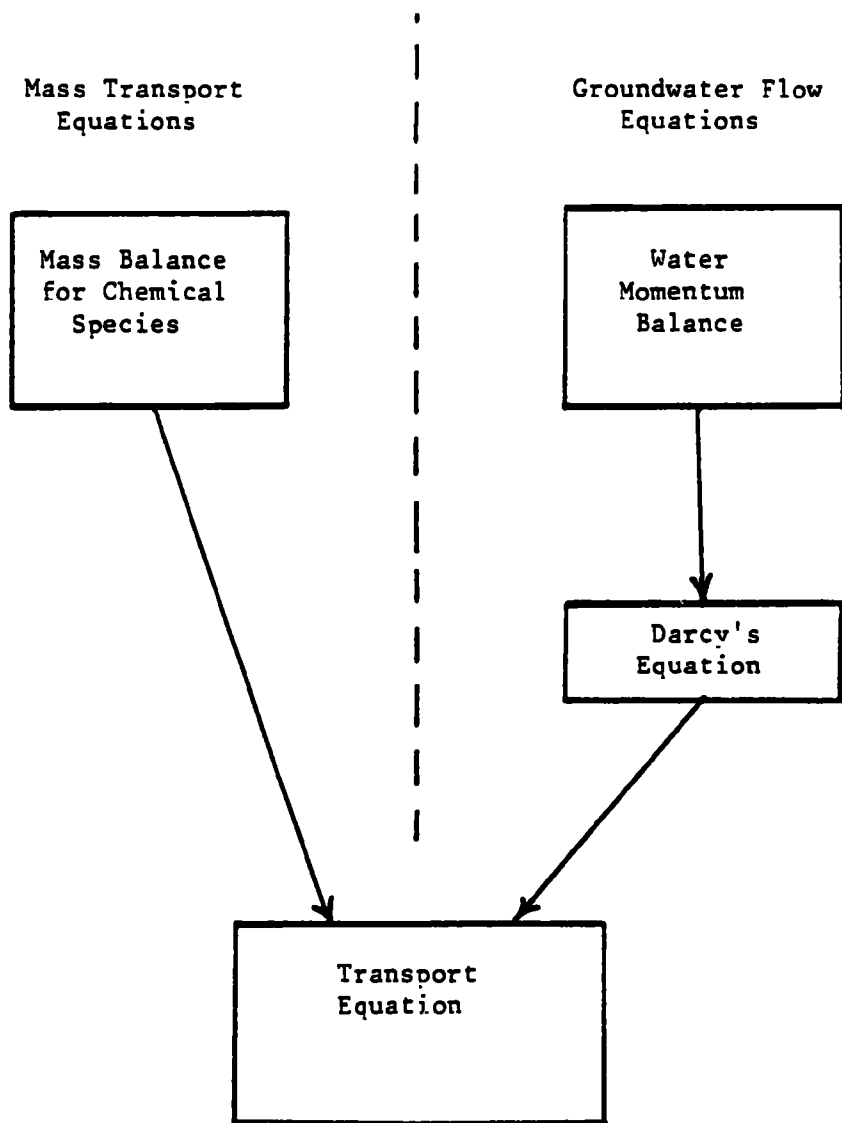 Mass Transport
Equations
Groundwater Flow
Equations
Mass Balance
for Chemical
Species
Water
Momentum
Balance
Darcy's
Equation
Transport
Equation